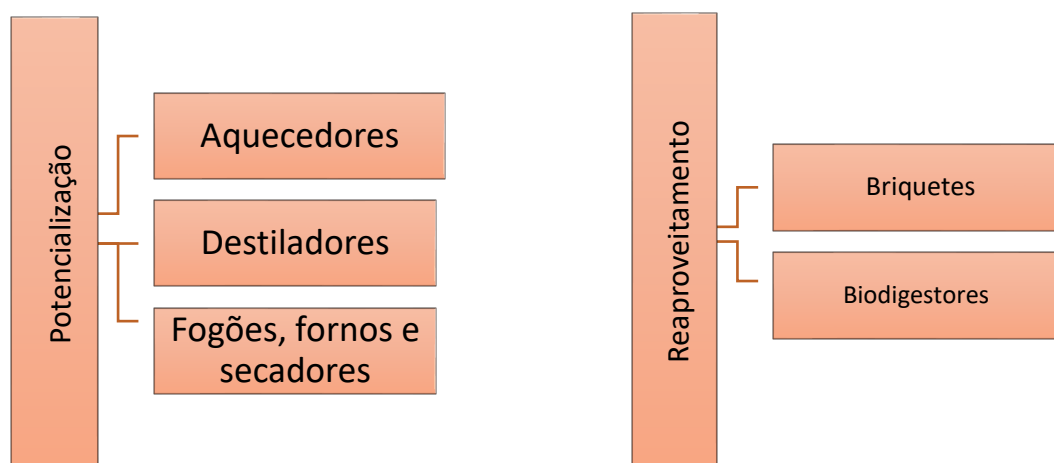 Potencialização
Aquecedores
Destiladores
Fogões, fornos e
secadores
Reaproveitamento
Briquetes
Biodigestores